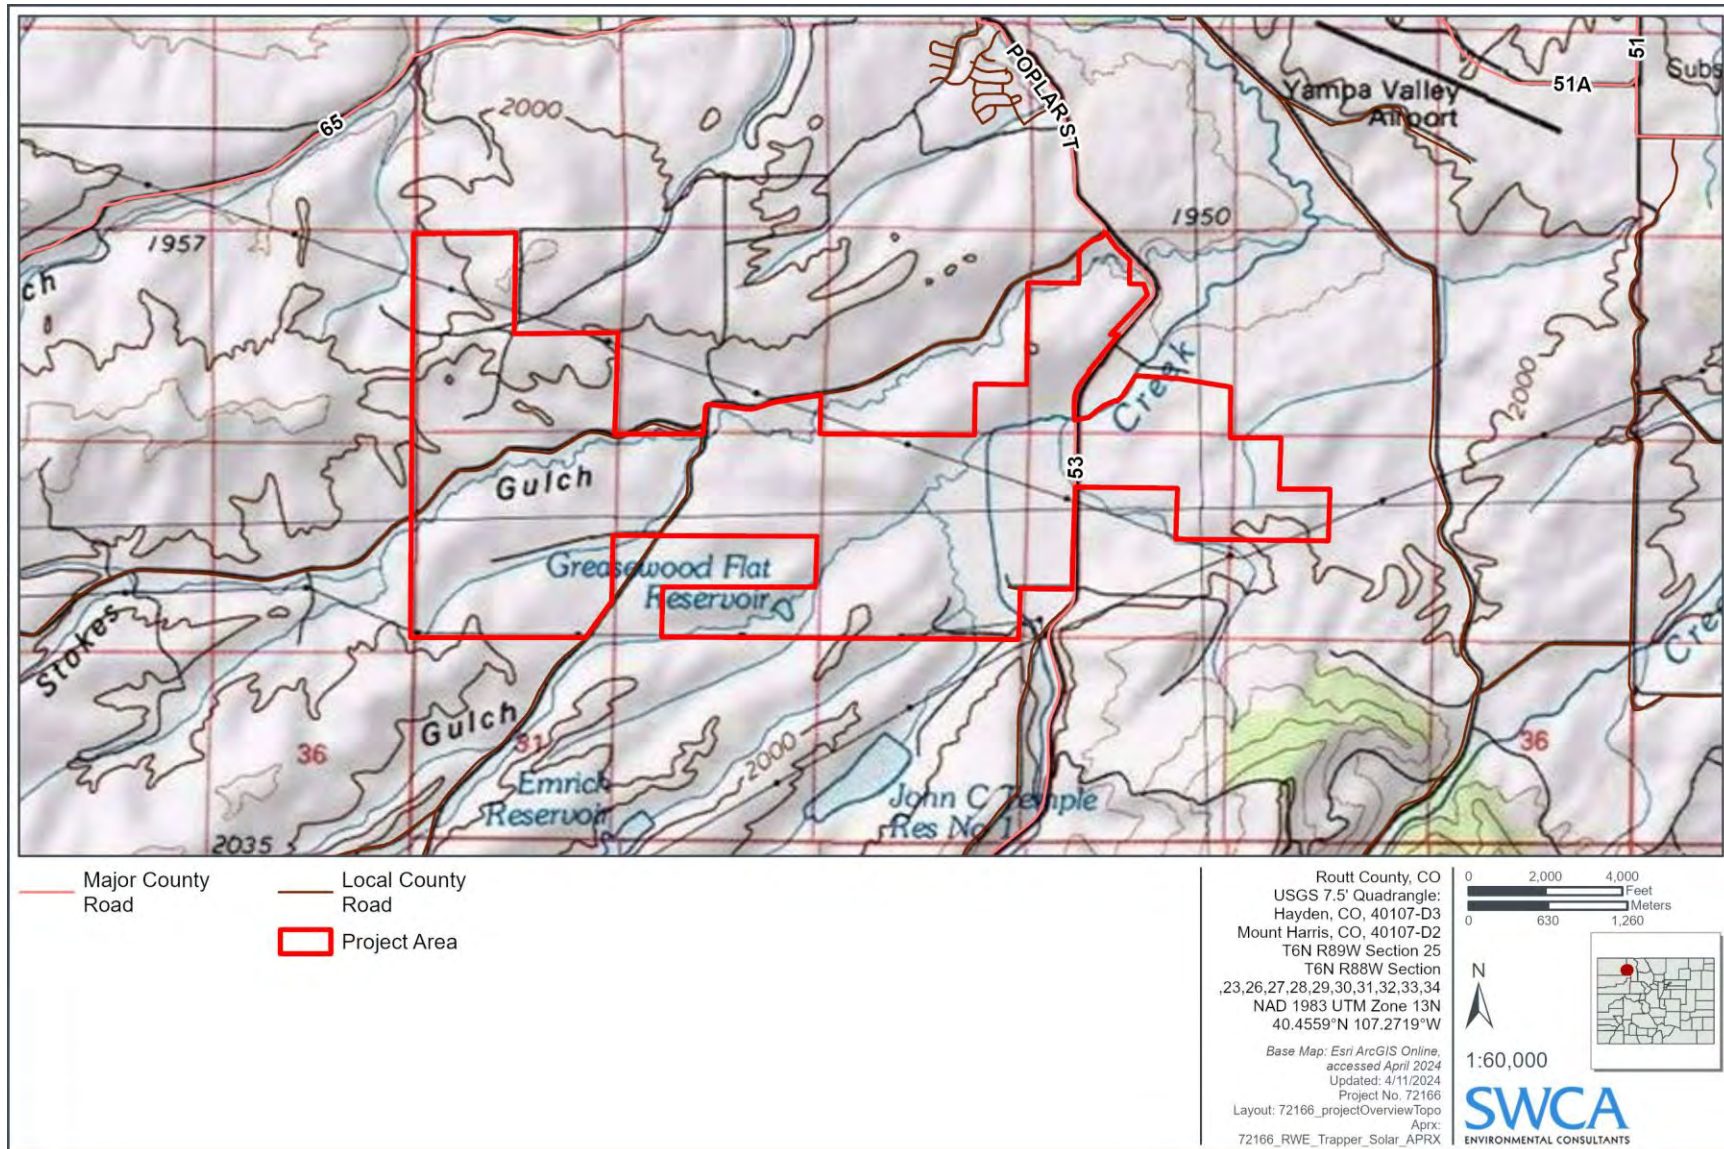 POPLAR ST
51
Subs
51A
Yampa Valley
Airport
2000
65
1950
1957
ch
Creek
2000
53
Gulch
Greasewood Flat
Reservoir
Stokes
Cre
Gulch
36
31
2000
36
Emrick
Reservoir
John C Temple
Res No 1
2035
Major County
Road
Local County
Road
Project Area
Routt County, CO
USGS 7.5' Quadrangle:
Hayden, CO, 40107-D3
Mount Harris, CO, 40107-D2
T6N R89W Section 25
T6N R88W Section
,23,26,27,28,29,30,31,32,33,34
NAD 1983 UTM Zone 13N
40.4559°N 107.2719°W
Base Map: Esri ArcGIS Online,
accessed April 2024
Updated: 4/11/2024
Project No. 72166
Layout: 72166_projectOverviewTopo
Aprx:
72166_RWE_Trapper_Solar_APRX
0 2,000 4,000
Feet
Meters
0 630 1,260
N
1:60,000
SWCA
ENVIRONMENTAL CONSULTANTS